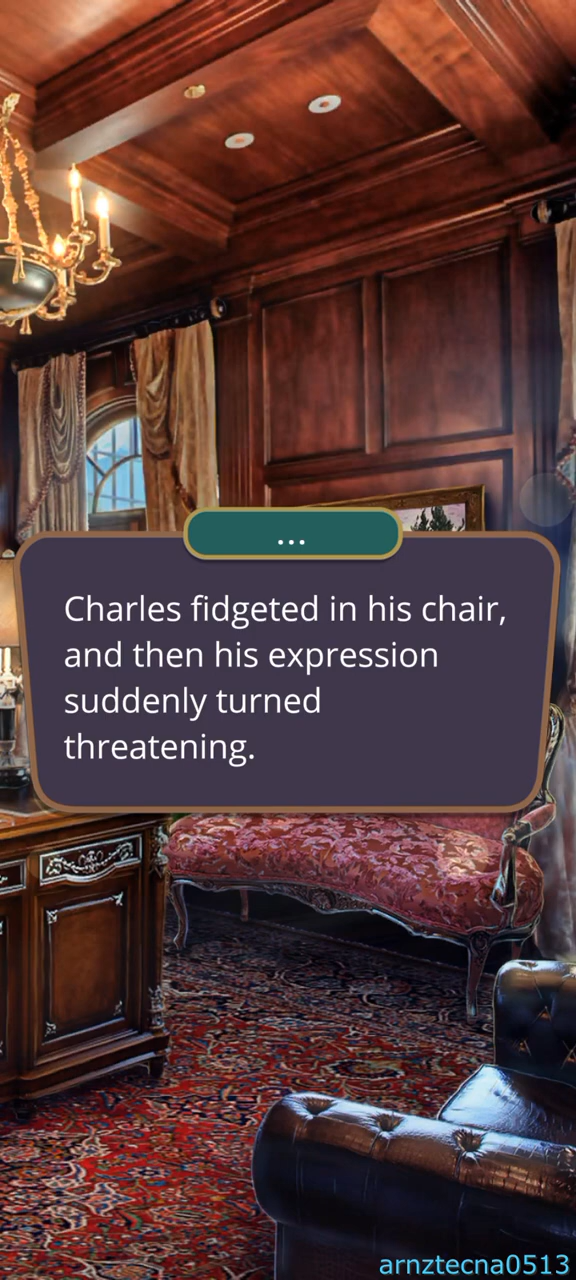 ...
Charles fidgeted in his chair,
and then his expression
suddenly turned
threatening.
arnztecna0513